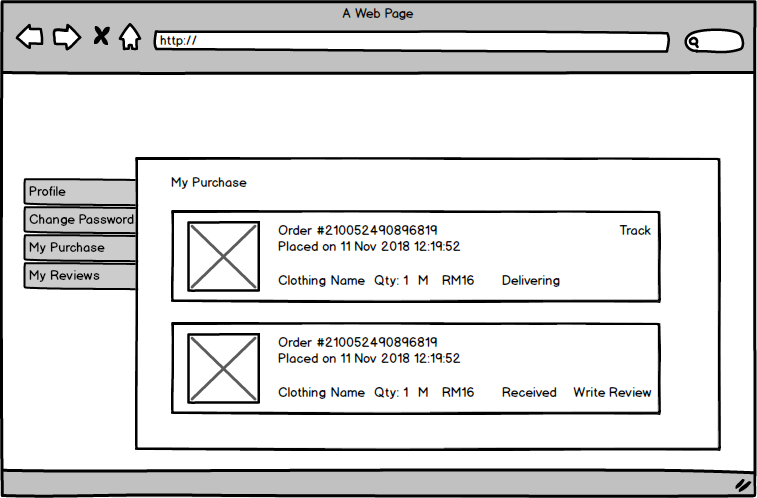 A Web Page
http://
Profile
Change Password
My Purchase
My Reviews
My Purchase
Order #210052490896819
Track
Placed on 11 Nov 2018 12:19:52
Clothing Name Qty: 1 M RM16 Delivering
Order #210052490896819
Placed on 11 Nov 2018 12:19:52
Clothing Name Qty: 1 M RM16 Received Write Review